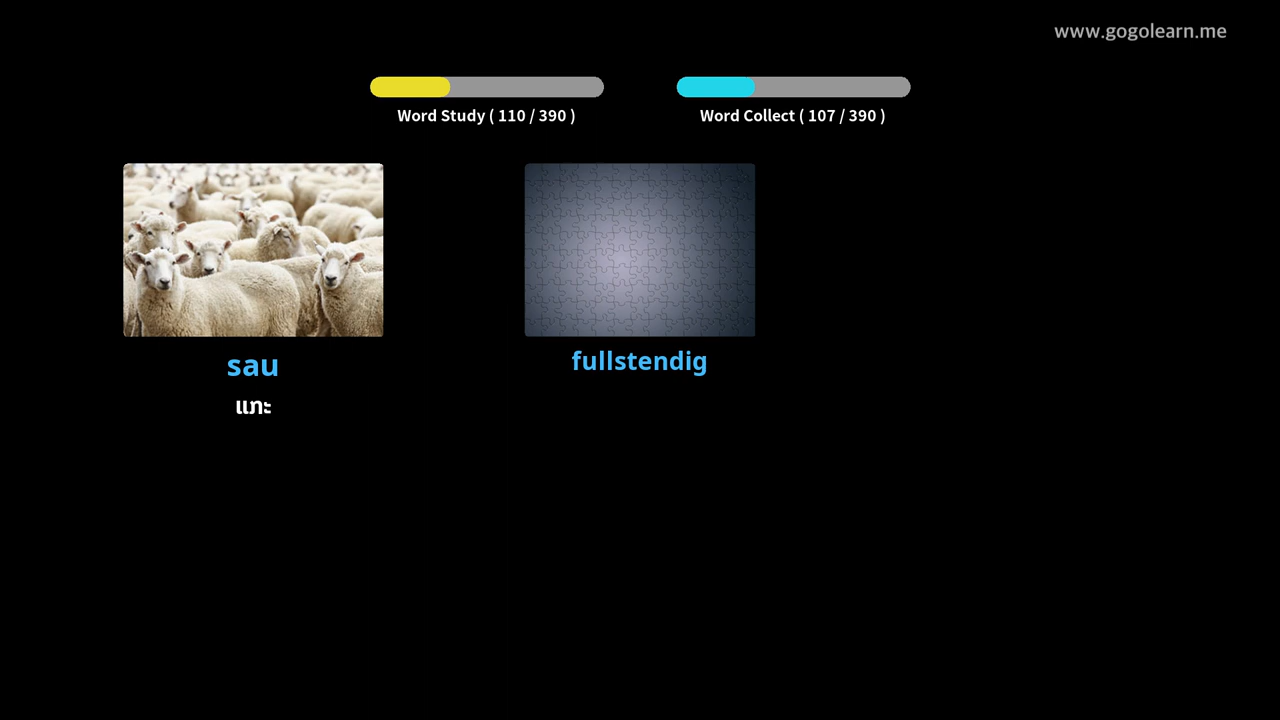 www.gogolearn.me
Word Study ( 110 / 390 )
Word Collect ( 107 / 390 )
sau
แกะ
fullstendig